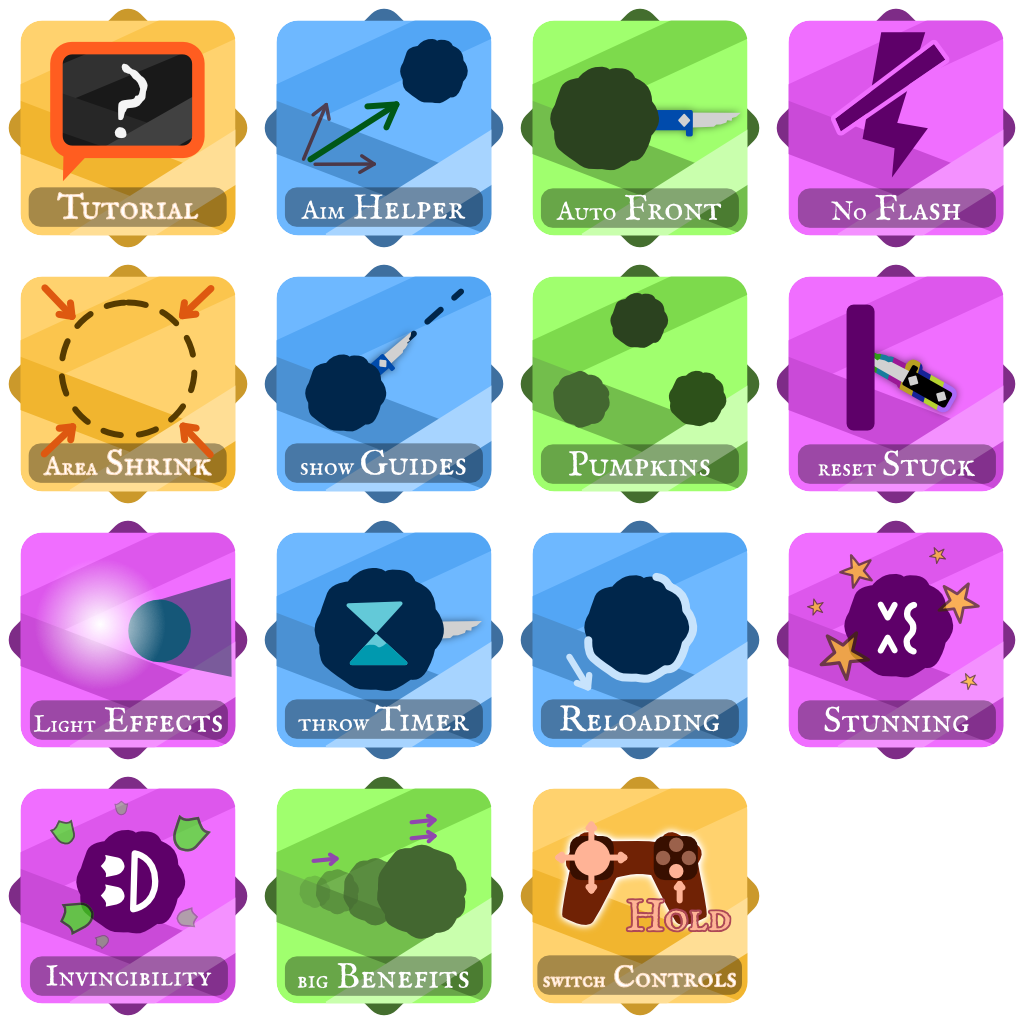 ?
Tutorial
Aim Helper
Auto Front
No Flash
Area Shrink
show Guides
Pumpkins
reset Stuck
Light Effects
throw Timer
Reloading
Stunning
Invincibility
big Benefits
Hold
switch Controls